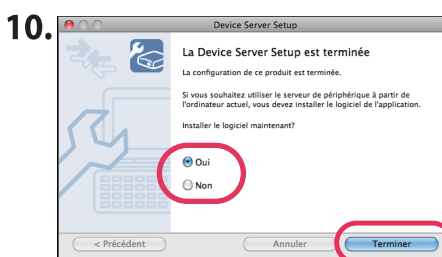 10.
Device Server Setup
La Device Server Setup est terminée
La configuration de ce produit est terminée.
Si vous souhaitez utiliser le serveur de périphérique à partir de
l'ordinateur actuel, vous devez installer le logiciel de l'application.
Installer le logiciel maintenant?
Oui
Non
< Précédent
Annuler
Terminer